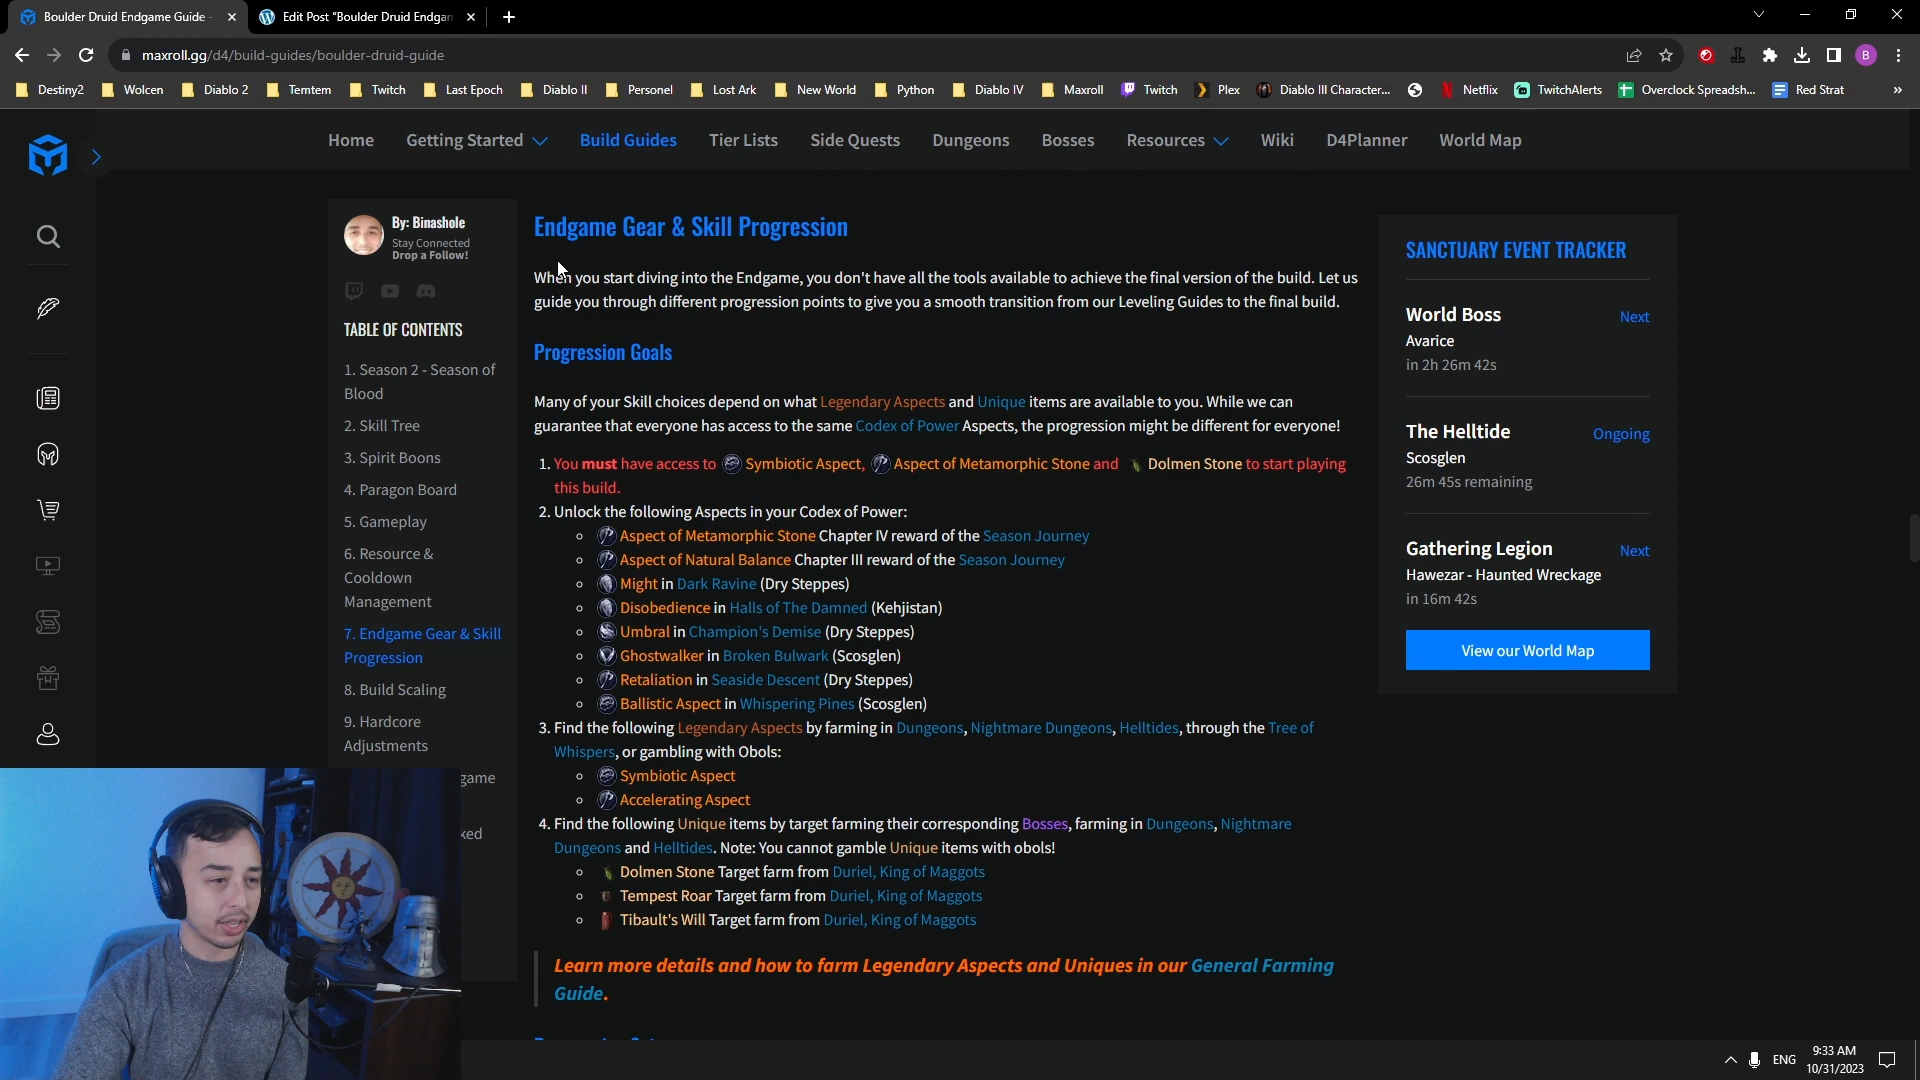 Boulder Druid Endgame Guide -
Edit Post "Boulder Druid Endgam
maxroll.gg/d4/build-guides/boulder-druid-guide
B
Destiny2 Wolcen Diablo 2 Temtem Twitch Last Epoch Diablo II Personel Lost Ark New World Python Diablo IV Maxroll Twitch Plex Diablo III Character... Netflix TwitchAlerts Overclock Spreadsh... Red Strat »
Home Getting Started Build Guides Tier Lists Side Quests Dungeons Bosses Resources Wiki D4Planner World Map
By: Binashole
Stay Connected
Drop a Follow!
TABLE OF CONTENTS
1. Season 2 - Season of
Blood
2. Skill Tree
3. Spirit Boons
4. Paragon Board
5. Gameplay
6. Resource &
Cooldown
Management
7. Endgame Gear & Skill
Progression
8. Build Scaling
9. Hardcore
Adjustments
game
ked
Endgame Gear & Skill Progression
When you start diving into the Endgame, you don't have all the tools available to achieve the final version of the build. Let us
guide you through different progression points to give you a smooth transition from our Leveling Guides to the final build.
Progression Goals
Many of your Skill choices depend on what Legendary Aspects and Unique items are available to you. While we can
guarantee that everyone has access to the same Codex of Power Aspects, the progression might be different for everyone!
1. You must have access to Symbiotic Aspect, Aspect of Metamorphic Stone and Dolmen Stone to start playing
this build.
2. Unlock the following Aspects in your Codex of Power:
Aspect of Metamorphic Stone Chapter IV reward of the Season Journey
Aspect of Natural Balance Chapter III reward of the Season Journey
Might in Dark Ravine (Dry Steppes)
Disobedience in Halls of The Damned (Kehjistan)
Umbral in Champion's Demise (Dry Steppes)
Ghostwalker in Broken Bulwark (Scosglen)
Retaliation in Seaside Descent (Dry Steppes)
Ballistic Aspect in Whispering Pines (Scosglen)
3. Find the following Legendary Aspects by farming in Dungeons, Nightmare Dungeons, Helltides, through the Tree of
Whispers, or gambling with Obols:
Symbiotic Aspect
Accelerating Aspect
4. Find the following Unique items by target farming their corresponding Bosses, farming in Dungeons, Nightmare
Dungeons and Helltides. Note: You cannot gamble Unique items with obols!
Dolmen Stone Target farm from Duriel, King of Maggots
Tempest Roar Target farm from Duriel, King of Maggots
Tibault's Will Target farm from Duriel, King of Maggots
Learn more details and how to farm Legendary Aspects and Uniques in our General Farming
Guide.
SANCTUARY EVENT TRACKER
World Boss Next
Avarice
in 2h 26m 42s
The Helltide Ongoing
Scosglen
26m 45s remaining
Gathering Legion Next
Hawezar - Haunted Wreckage
in 16m 42s
View our World Map
ENG
9:33 AM
10/31/2023